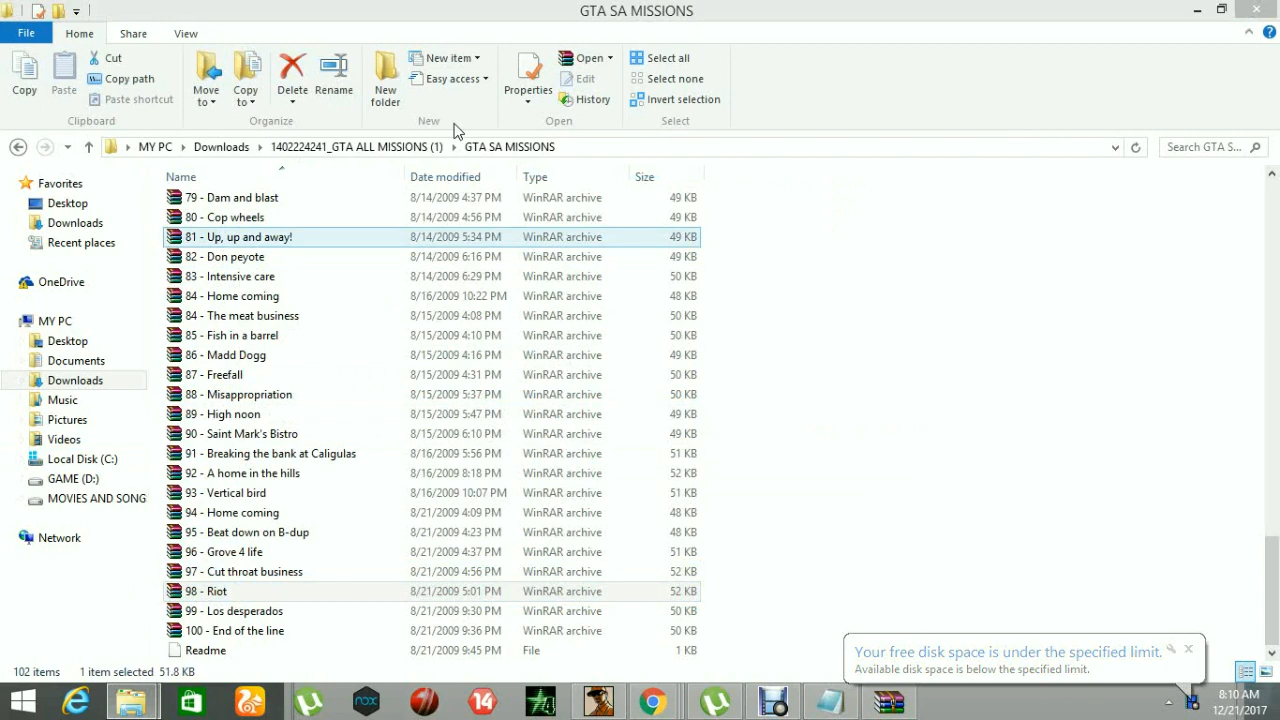 GTA SA MISSIONS
File Home Share View
Copy
Paste
Cut
Copy path
Paste shortcut
Clipboard
Move to
Copy to
Delete
Rename
Organize
New folder
New item
Easy access
New
Properties
Open
Edit
History
Open
Select all
Select none
Invert selection
Select
MY PC Downloads 1402224241_GTA ALL MISSIONS (1) GTA SA MISSIONS
Search GTA S...
Favorites
Desktop
Downloads
Recent places
OneDrive
MY PC
Desktop
Documents
Downloads
Music
Pictures
Videos
Local Disk (C:)
GAME (D:)
MOVIES AND SONG
Network
Name Date modified Type Size
79 - Dam and blast 8/14/2009 4:37 PM WinRAR archive 49 KB
80 - Cop wheels 8/14/2009 4:56 PM WinRAR archive 49 KB
81 - Up, up and away! 8/14/2009 5:34 PM WinRAR archive 49 KB
82 - Don peyote 8/14/2009 6:16 PM WinRAR archive 49 KB
83 - Intensive care 8/14/2009 6:29 PM WinRAR archive 50 KB
84 - Home coming 8/16/2009 10:22 PM WinRAR archive 48 KB
84 - The meat business 8/15/2009 4:08 PM WinRAR archive 50 KB
85 - Fish in a barrel 8/15/2009 4:10 PM WinRAR archive 50 KB
86 - Madd Dogg 8/15/2009 4:16 PM WinRAR archive 49 KB
87 - Freefall 8/15/2009 4:31 PM WinRAR archive 50 KB
88 - Misappropriation 8/15/2009 5:37 PM WinRAR archive 50 KB
89 - High noon 8/15/2009 5:47 PM WinRAR archive 49 KB
90 - Saint Mark's Bistro 8/15/2009 6:10 PM WinRAR archive 49 KB
91 - Breaking the bank at Caligulas 8/16/2009 5:56 PM WinRAR archive 51 KB
92 - A home in the hills 8/16/2009 8:18 PM WinRAR archive 52 KB
93 - Vertical bird 8/16/2009 10:07 PM WinRAR archive 51 KB
94 - Home coming 8/21/2009 4:09 PM WinRAR archive 48 KB
95 - Beat down on B-dup 8/21/2009 4:23 PM WinRAR archive 48 KB
96 - Grove 4 life 8/21/2009 4:37 PM WinRAR archive 51 KB
97 - Cut throat business 8/21/2009 4:56 PM WinRAR archive 52 KB
98 - Riot 8/21/2009 5:01 PM WinRAR archive 52 KB
99 - Los desperados 8/21/2009 9:30 PM WinRAR archive 50 KB
100 - End of the line 8/21/2009 9:36 PM WinRAR archive 50 KB
Readme 8/21/2009 9:45 PM File 1 KB
Your free disk space is under the specified limit.
Available disk space is below the specified limit.
102 items 1 item selected 51.8 KB
nox
14
8:10 AM
12/21/2017